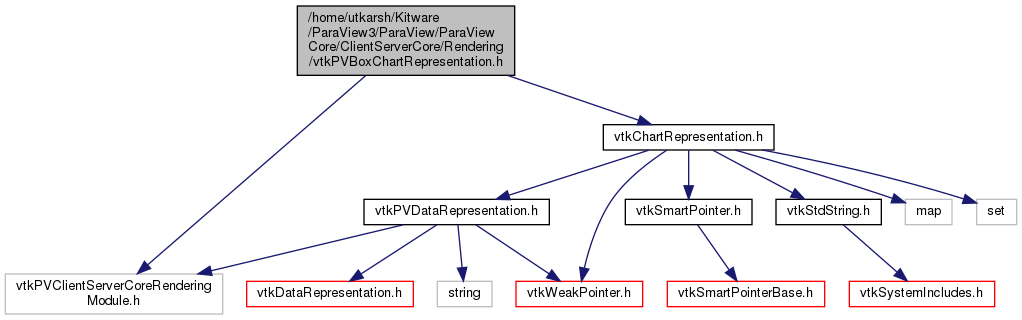 /home/utkarsh/Kitware
/ParaView3/ParaView/ParaView
Core/ClientServerCore/Rendering
/vtkPVBoxChartRepresentation.h
vtkChartRepresentation.h
vtkPVDataRepresentation.h
vtkSmartPointer.h
vtkStdString.h
map
set
vtkPVClientServerCoreRendering
Module.h
vtkDataRepresentation.h
string
vtkWeakPointer.h
vtkSmartPointerBase.h
vtkSystemIncludes.h